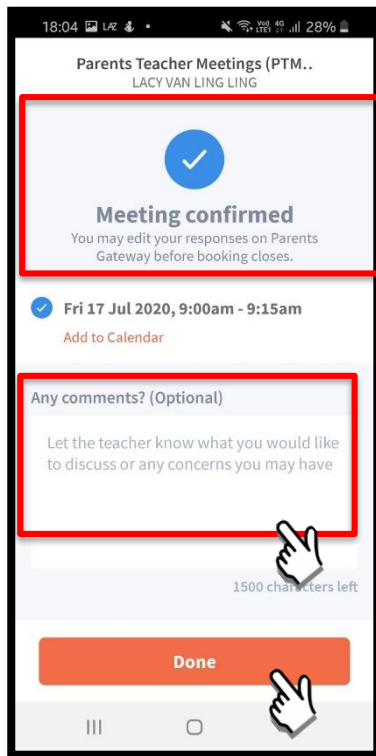 18:04 LAZ 28%
Parents Teacher Meetings (PTM..
LACY VAN LING LING
Meeting confirmed
You may edit your responses on Parents
Gateway before booking closes.
Fri 17 Jul 2020, 9:00am - 9:15am
Add to Calendar
Any comments? (Optional)
Let the teacher know what you would like
to discuss or any concerns you may have
1500 characters left
Done